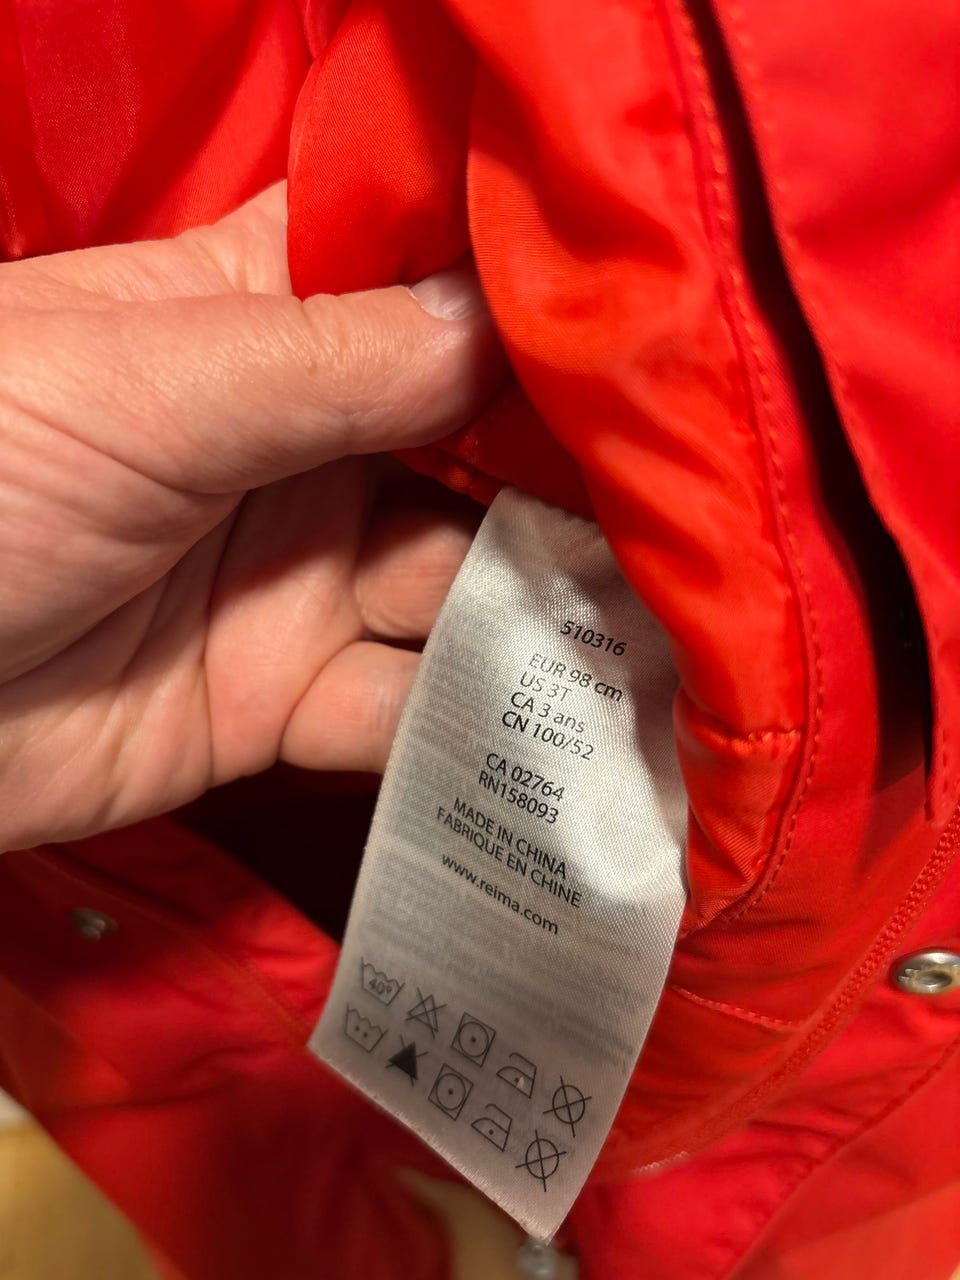 510316
EUR 98 cm
US 3T
CA 3 ans
CN 100/52
CA 02764
RN158093
MADE IN CHINA
FABRIQUE EN CHINE
www.reima.com
40°